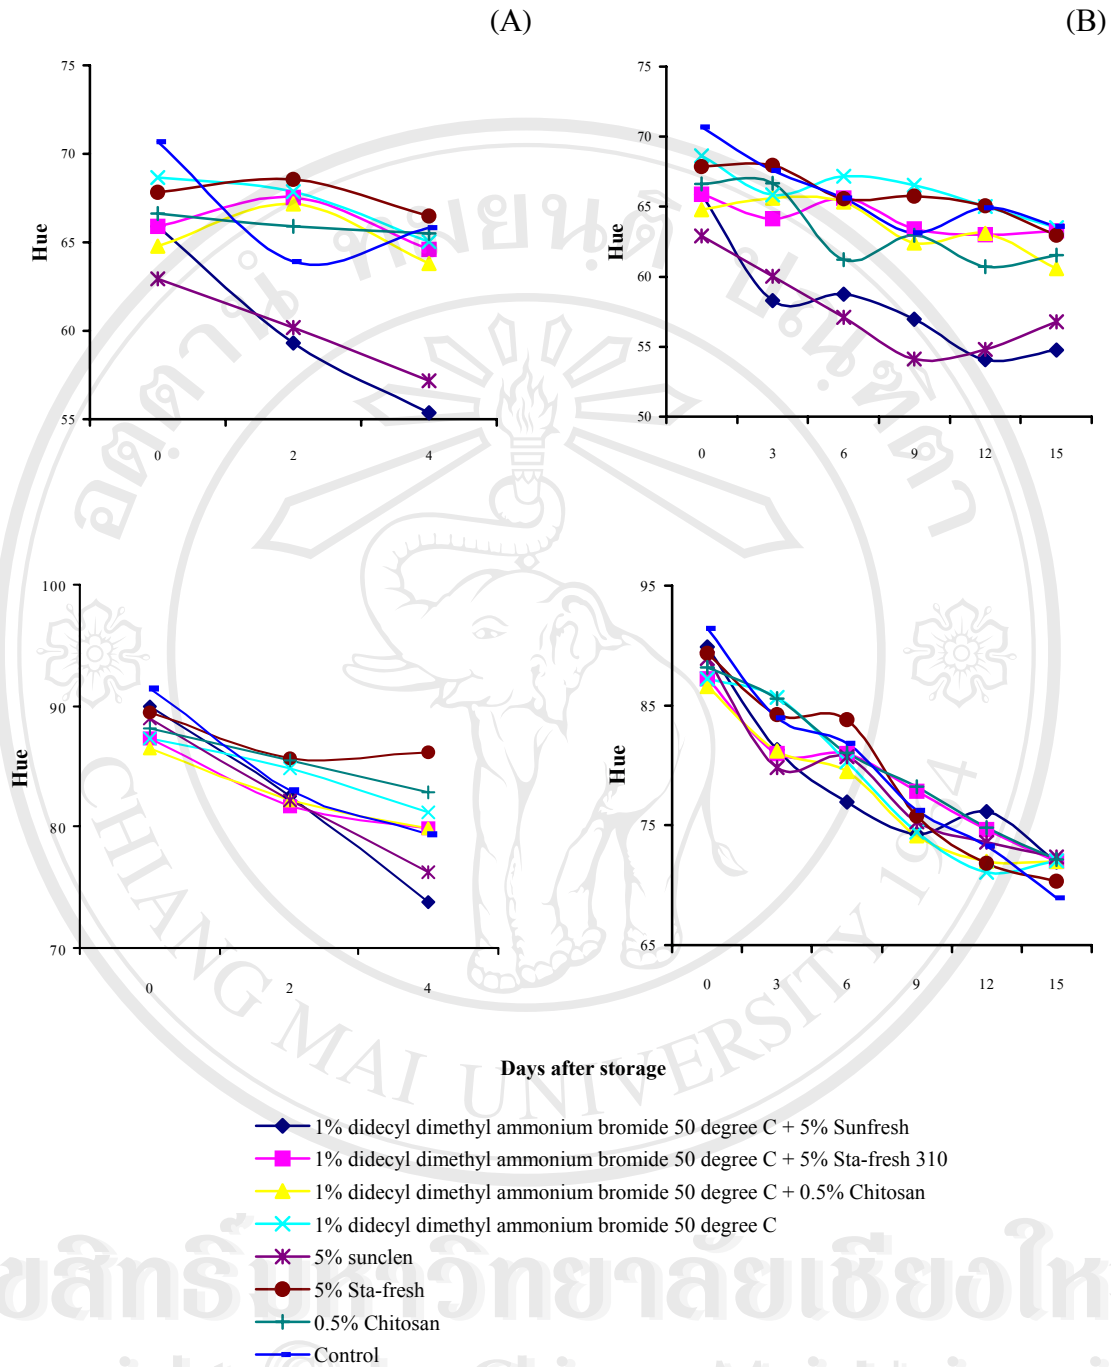 (A) (B)
75
70
65
60
55
Hue
0 2 4
75
70
65
60
55
50
Hue
0 3 6 9 12 15
100
90
80
70
Hue
0 2 4
95
85
75
65
Hue
0 3 6 9 12 15
Days after storage
1% didecyl dimethyl ammonium bromide 50 degree C + 5% Sunfresh
1% didecyl dimethyl ammonium bromide 50 degree C + 5% Sta-fresh 310
1% didecyl dimethyl ammonium bromide 50 degree C + 0.5% Chitosan
1% didecyl dimethyl ammonium bromide 50 degree C
5% sunclen
5% Sta-fresh
0.5% Chitosan
Control
CHIANG MAI UNIVERSITY 1964